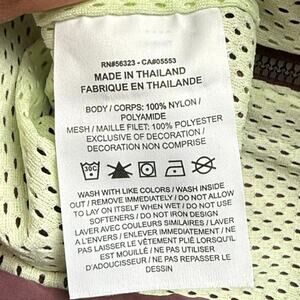 RN#56323 - CA#05553
MADE IN THAILAND
FABRIQUE EN THAILANDE
BODY / CORPS: 100% NYLON /
POLYAMIDE
MESH / MAILLE FILET: 100% POLYESTER
EXCLUSIVE OF DECORATION /
DECORATION NON COMPRISE
30C
WASH WITH LIKE COLORS / WASH INSIDE
OUT / REMOVE IMMEDIATELY / DO NOT
TO LAY ON ITSELF WHEN WET / DO NOT USE
SOFTENERS / DO NOT IRON DESIGN
LAVER AVEC COULEURS SIMILAIRES / LAVER
A L'ENVERS / ENLEVER IMMEDIATEMENT / NE
PAS LAISSER LE VÊTEMENT PLIÉ LORSQU'IL
EST MOUILLÉ / NE PAS UTILISER
D'ADOUCISSEUR / NE PAS REPASSER LE
DESSIN